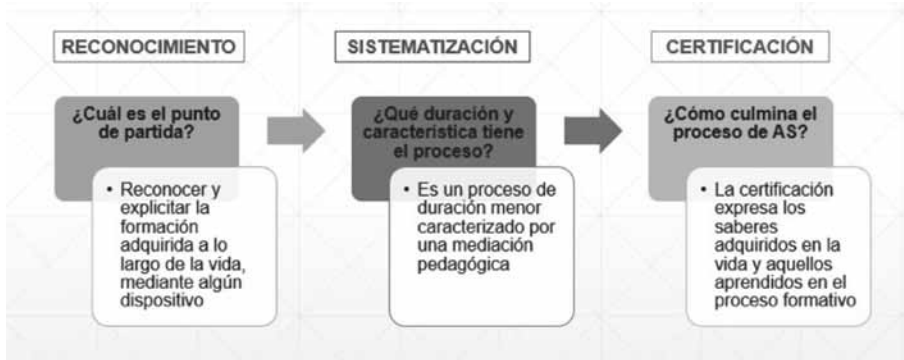 RECONOCIMIENTO
¿Cuál es el punto
de partida?
• Reconocer y
explicitar la
formación
adquirida a lo
largo de la vida,
mediante algún
dispositivo
SISTEMATIZACIÓN
¿Qué duración y
característica tiene
el proceso?
• Es un proceso de
duración menor
caracterizado por
una mediación
pedagógica
CERTIFICACIÓN
¿Cómo culmina el
proceso de AS?
• La certificación
expresa los
saberes
adquiridos en la
vida y aquellos
aprendidos en el
proceso formativo